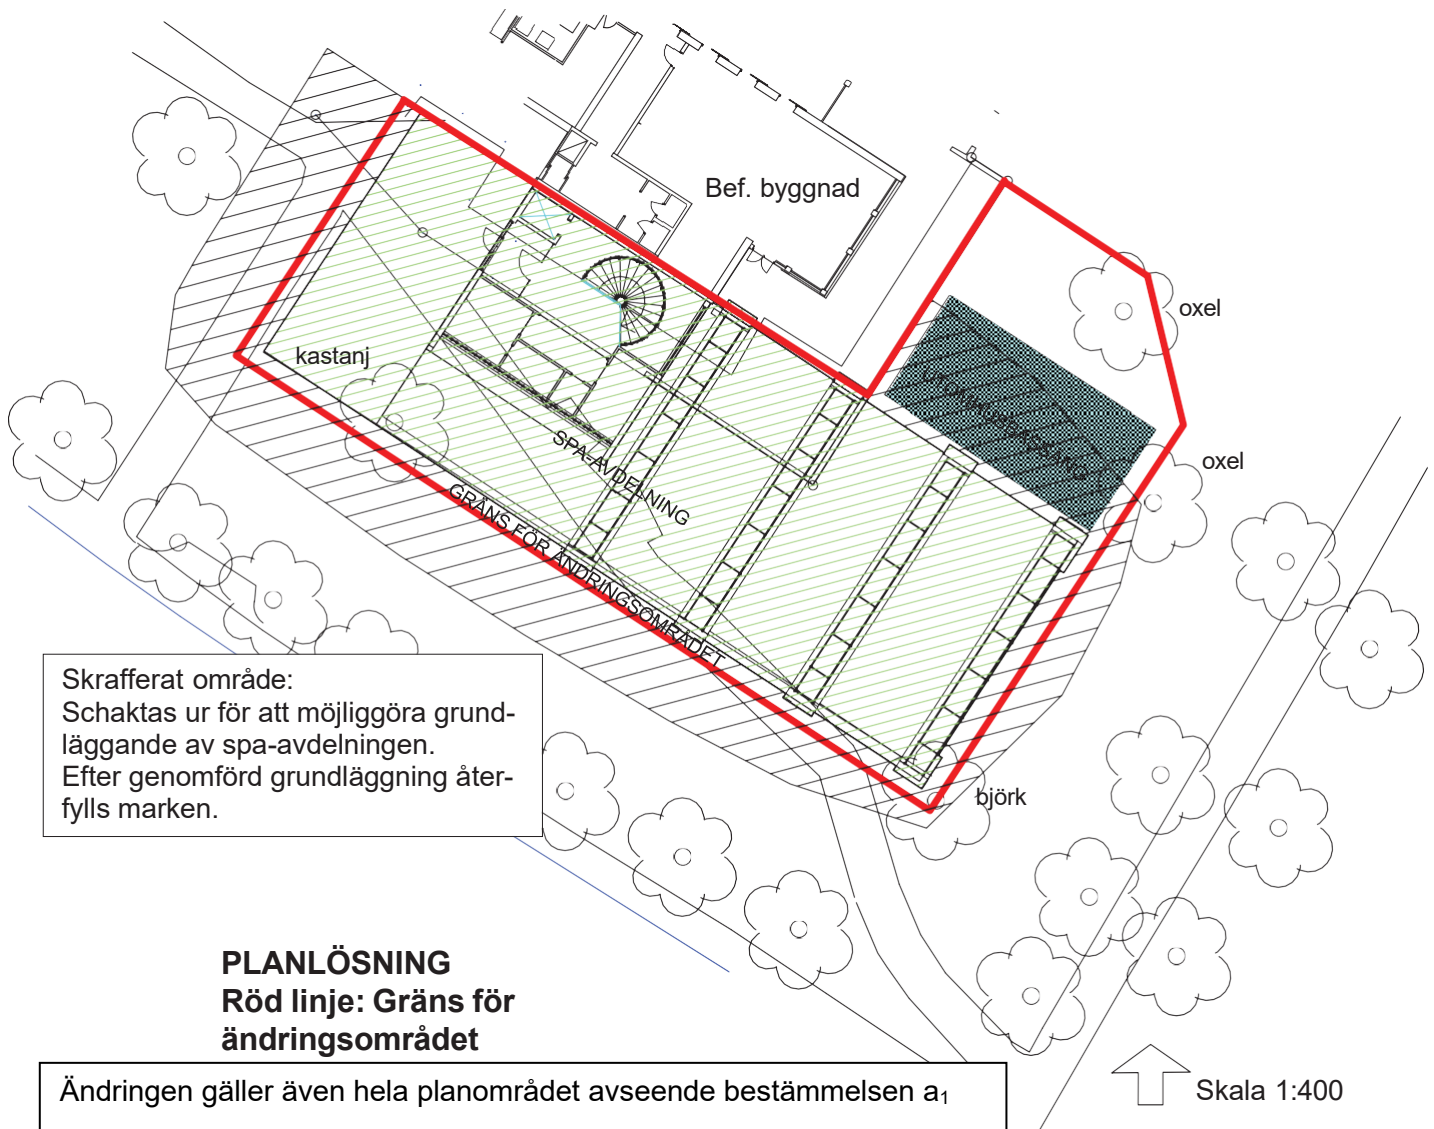 Bef. byggnad
oxel
kastanj
oxel
SPA-AVDELNING
GRÄNS FÖR ÄNDRINGSOMRÅDET
björk
Skrafferat område:
Schaktas ur för att möjliggöra grund-
läggande av spa-avdelningen.
Efter genomförd grundläggning åter-
fylls marken.
PLANLÖSNING
Röd linje: Gräns för
ändringsområdet
Ändringen gäller även hela planområdet avseende bestämmelsen a₁
Skala 1:400